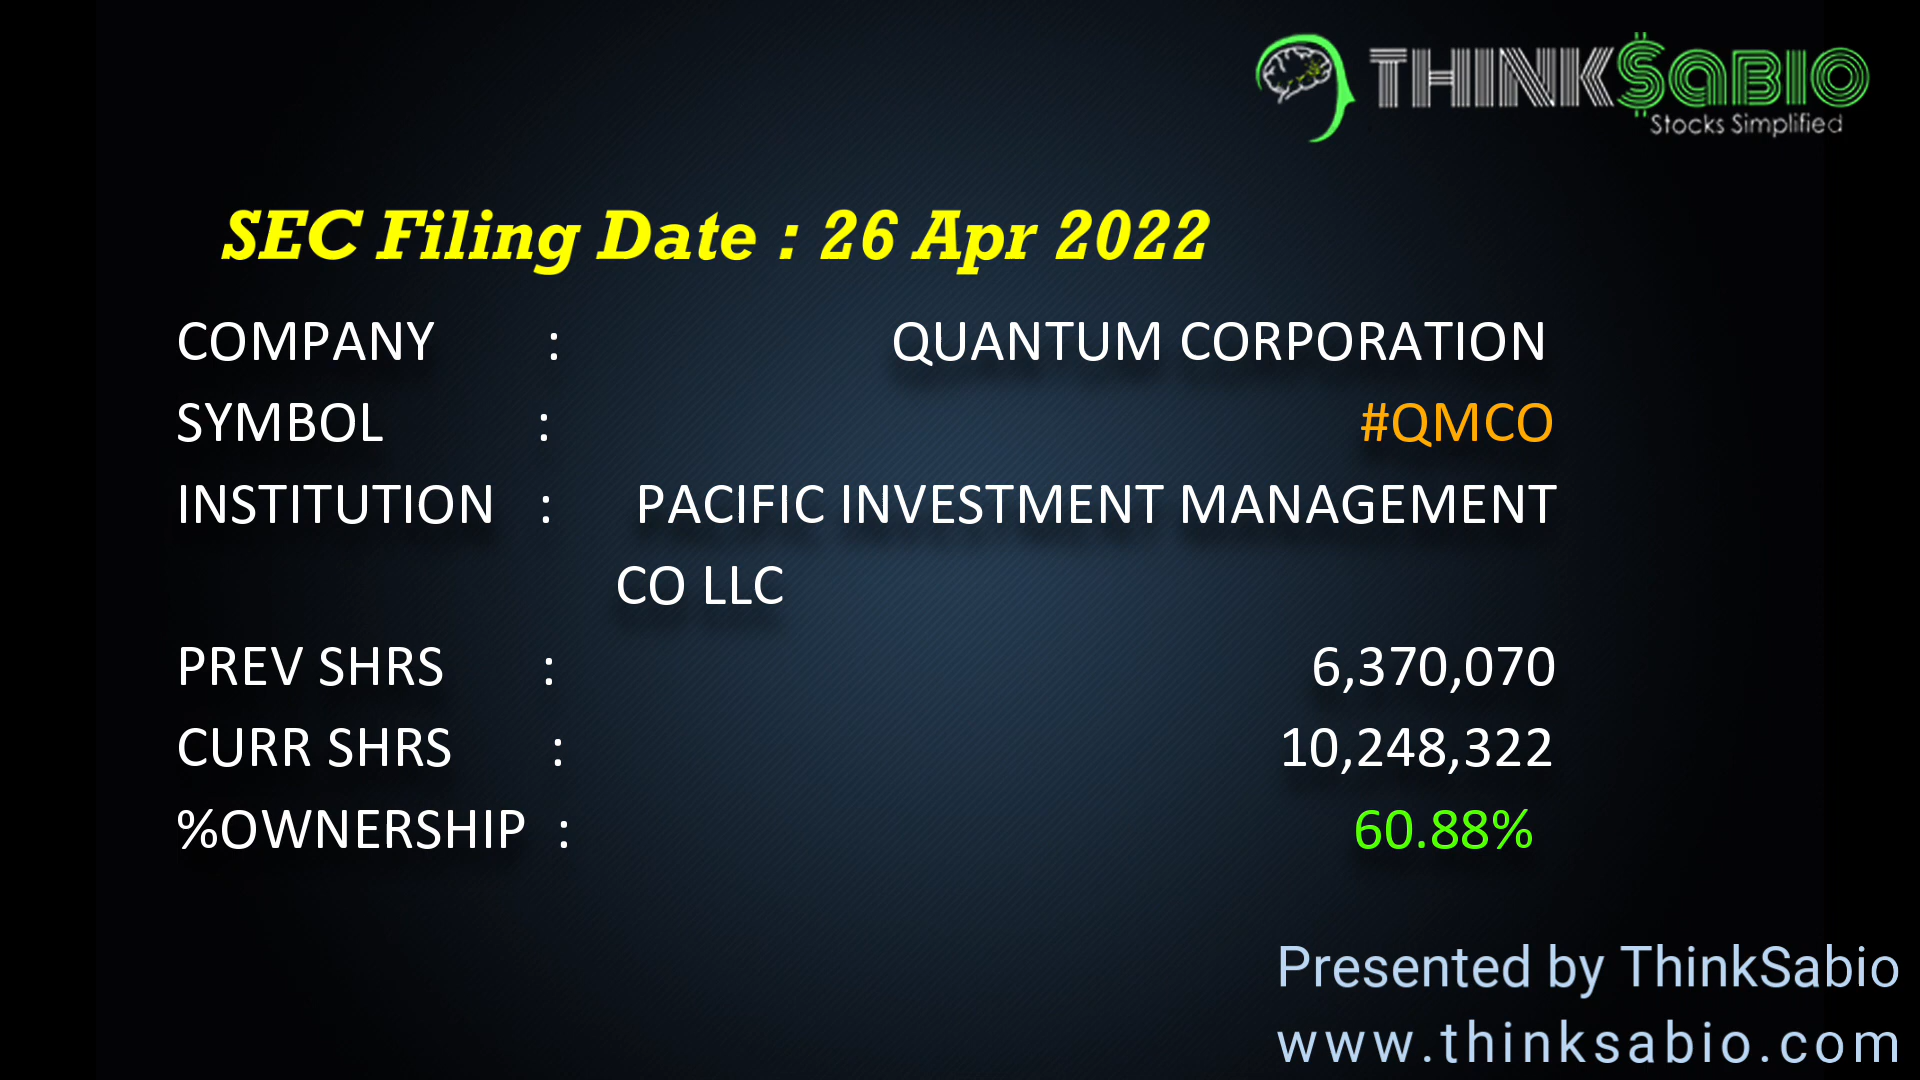 THINK$ABIO
Stocks Simplified
SEC Filing Date : 26 Apr 2022
COMPANY : QUANTUM CORPORATION
SYMBOL : #QMCO
INSTITUTION : PACIFIC INVESTMENT MANAGEMENT
CO LLC
PREV SHRS : 6,370,070
CURR SHRS : 10,248,322
%OWNERSHIP : 60.88%
Presented by ThinkSabio
www.thinksabio.com